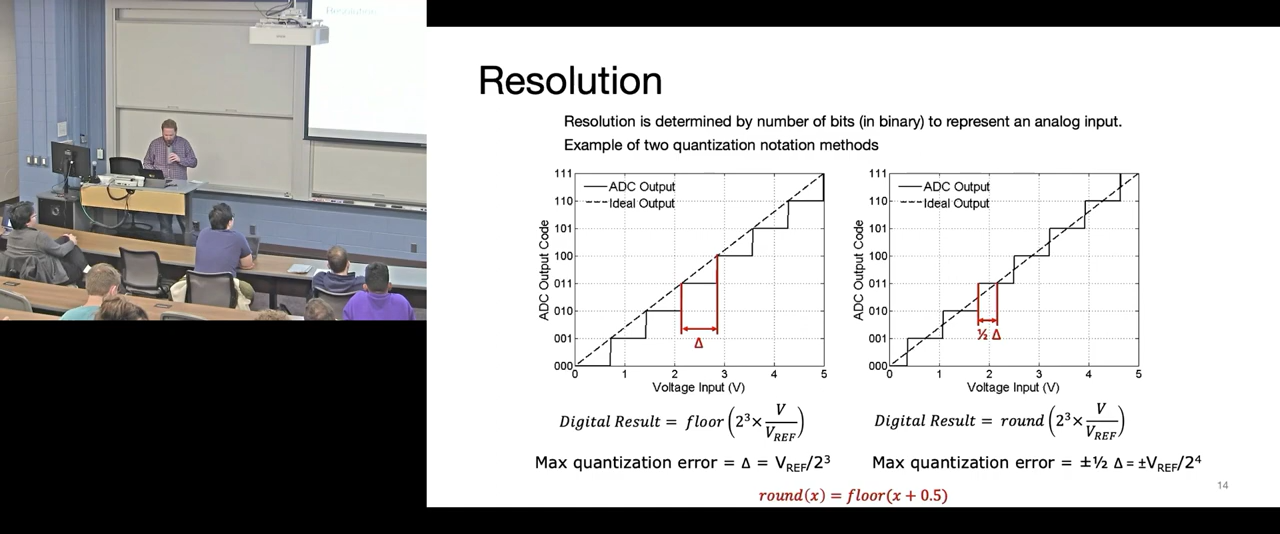 Resolution
Resolution
Resolution is determined by number of bits (in binary) to represent an analog input.
Example of two quantization notation methods
111
110
101
100
011
010
001
000
ADC Output Code
ADC Output
Ideal Output
Δ
0 1 2 3 4 5
Voltage Input (V)
111
110
101
100
011
010
001
000
ADC Output Code
ADC Output
Ideal Output
½ Δ
0 1 2 3 4 5
Voltage Input (V)
Digital Result = floor(2³× V/V_REF)
Digital Result = round(2³× V/V_REF)
Max quantization error = Δ = V_REF/2³
Max quantization error = ±½ Δ = ±V_REF/2⁴
round(x) = floor(x + 0.5)
14